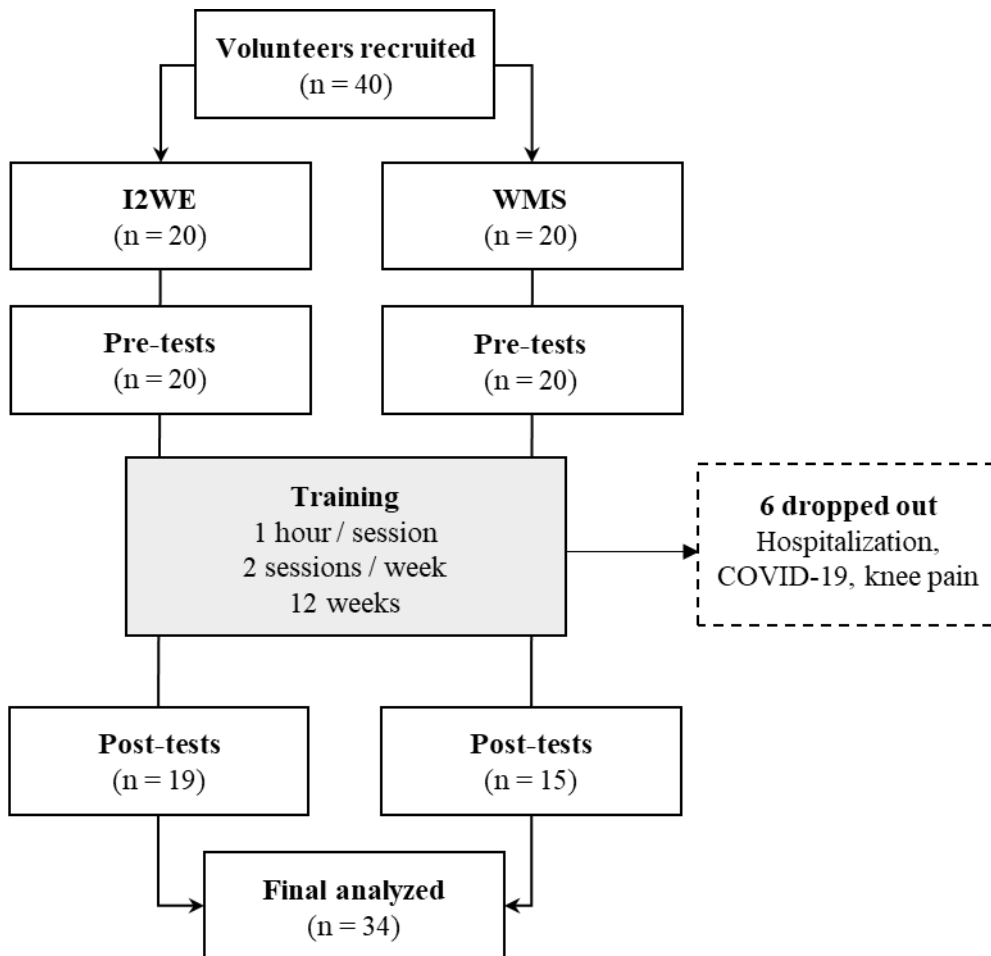 Volunteers recruited
(n = 40)
I2WE
(n = 20)
WMS
(n = 20)
Pre-tests
(n = 20)
Pre-tests
(n = 20)
Training
1 hour / session
2 sessions / week
12 weeks
6 dropped out
Hospitalization,
COVID-19, knee pain
Post-tests
(n = 19)
Post-tests
(n = 15)
Final analyzed
(n = 34)